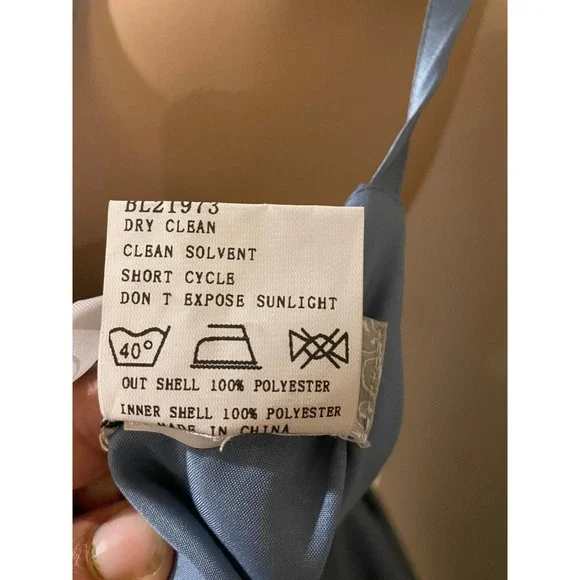 BL21973
DRY CLEAN
CLEAN SOLVENT
SHORT CYCLE
DON T EXPOSE SUNLIGHT
40°
OUT SHELL 100% POLYESTER
INNER SHELL 100% POLYESTER
MADE IN CHINA